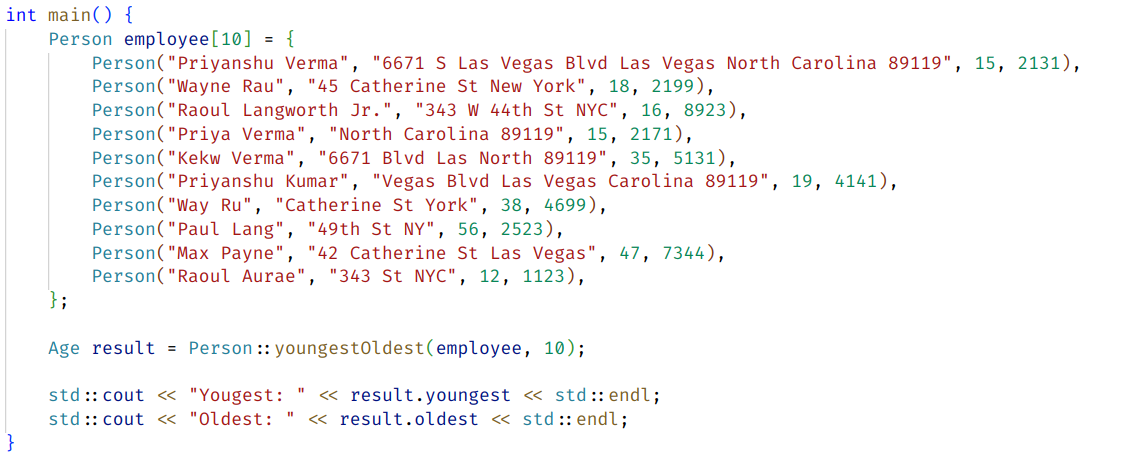 int main() {
    Person employee[10] = {
        Person("Priyanshu Verma", "6671 S Las Vegas Blvd Las Vegas North Carolina 89119", 15, 2131),
        Person("Wayne Rau", "45 Catherine St New York", 18, 2199),
        Person("Raoul Langworth Jr.", "343 W 44th St NYC", 16, 8923),
        Person("Priya Verma", "North Carolina 89119", 15, 2171),
        Person("Kekw Verma", "6671 Blvd Las North 89119", 35, 5131),
        Person("Priyanshu Kumar", "Vegas Blvd Las Vegas Carolina 89119", 19, 4141),
        Person("Way Ru", "Catherine St York", 38, 4699),
        Person("Paul Lang", "49th St NY", 56, 2523),
        Person("Max Payne", "42 Catherine St Las Vegas", 47, 7344),
        Person("Raoul Aurae", "343 St NYC", 12, 1123),
    };
    Age result = Person::youngestOldest(employee, 10);
    std::cout << "Yougest: " << result.youngest << std::endl;
    std::cout << "Oldest: " << result.oldest << std::endl;
}